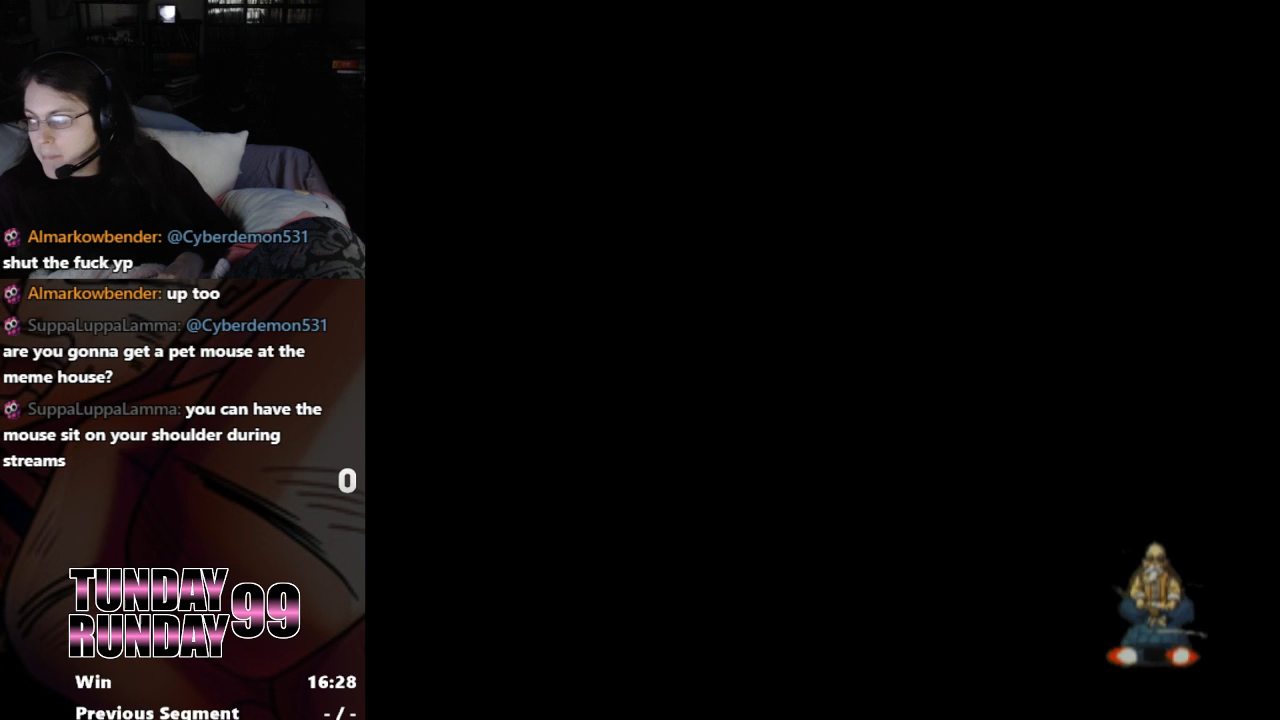 Almarkowbender: @Cyberdemon531
shut the fuck yp
Almarkowbender: up too
SuppaLuppaLamma: @Cyberdemon531
are you gonna get a pet mouse at the
meme house?
SuppaLuppaLamma: you can have the
mouse sit on your shoulder during
streams
0
TUNDAY
RUNDAY 99
Win 16:28
Previous Segment - / -